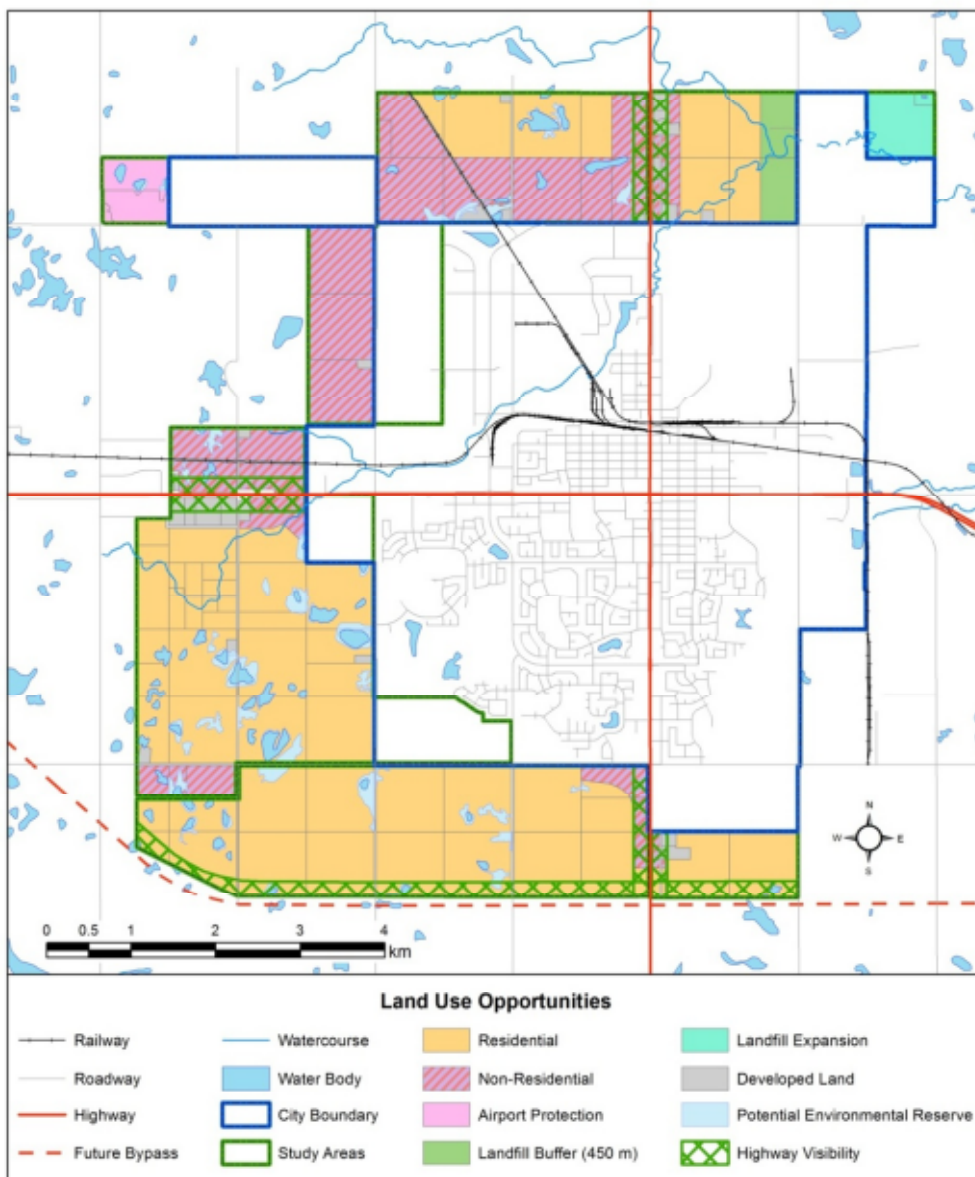 N
W E
S
0 0.5 1 2 3 4
km
Land Use Opportunities
Railway
Roadway
Highway
Future Bypass
Watercourse
Water Body
City Boundary
Study Areas
Residential
Non-Residential
Airport Protection
Landfill Buffer (450 m)
Landfill Expansion
Developed Land
Potential Environmental Reserve
Highway Visibility